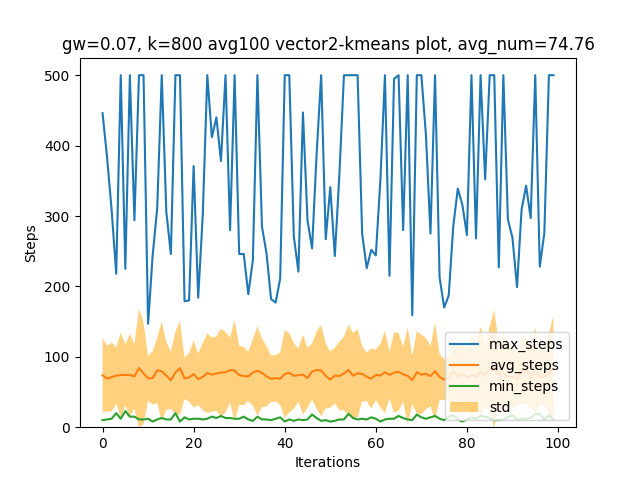 gw=0.07, k=800 avg100 vector2-kmeans plot, avg_num=74.76
Steps
500
400
300
200
100
0
max_steps
avg_steps
min_steps
std
0
20
40
60
80
100
Iterations